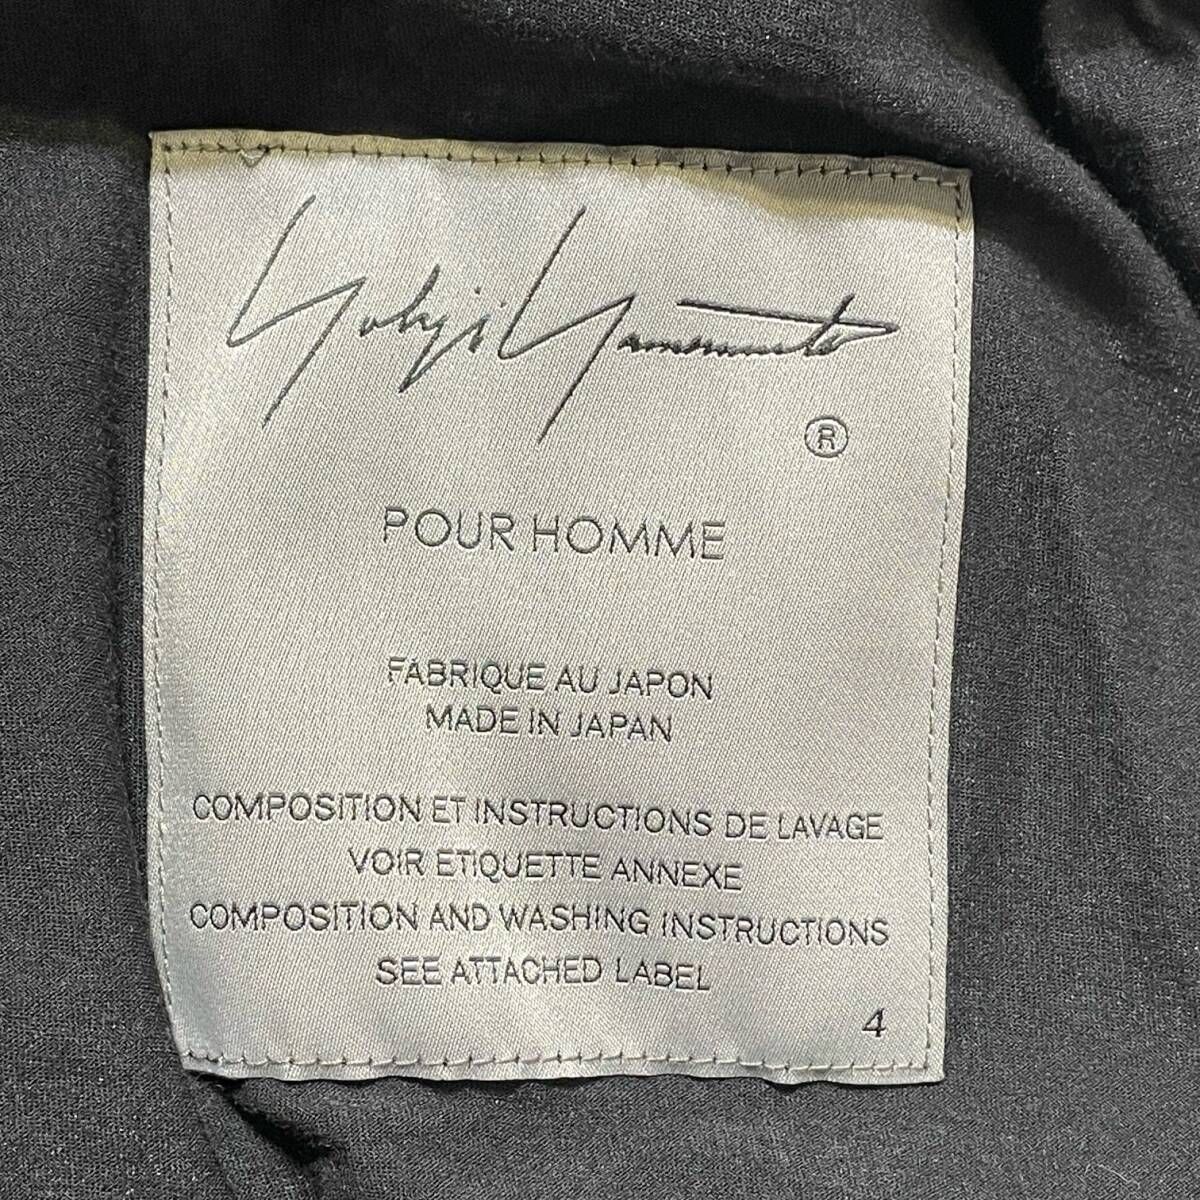 Yohji Yamamoto
®
POUR HOMME
FABRIQUE AU JAPON
MADE IN JAPAN
COMPOSITION ET INSTRUCTIONS DE LAVAGE
VOIR ETIQUETTE ANNEXE
COMPOSITION AND WASHING INSTRUCTIONS
SEE ATTACHED LABEL
4